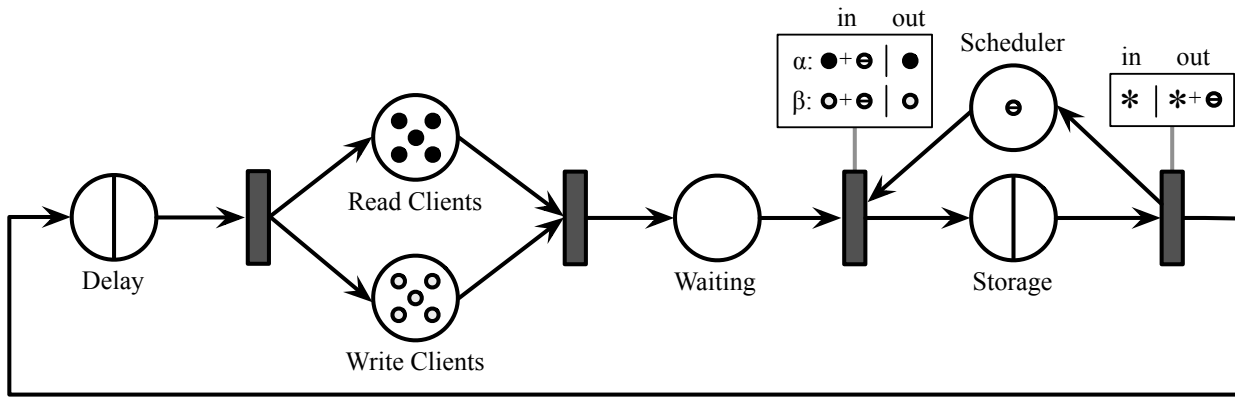 in out
α: + |
β: + |
Scheduler
in out
* | * +
Read Clients
Delay
Waiting
Storage
Write Clients